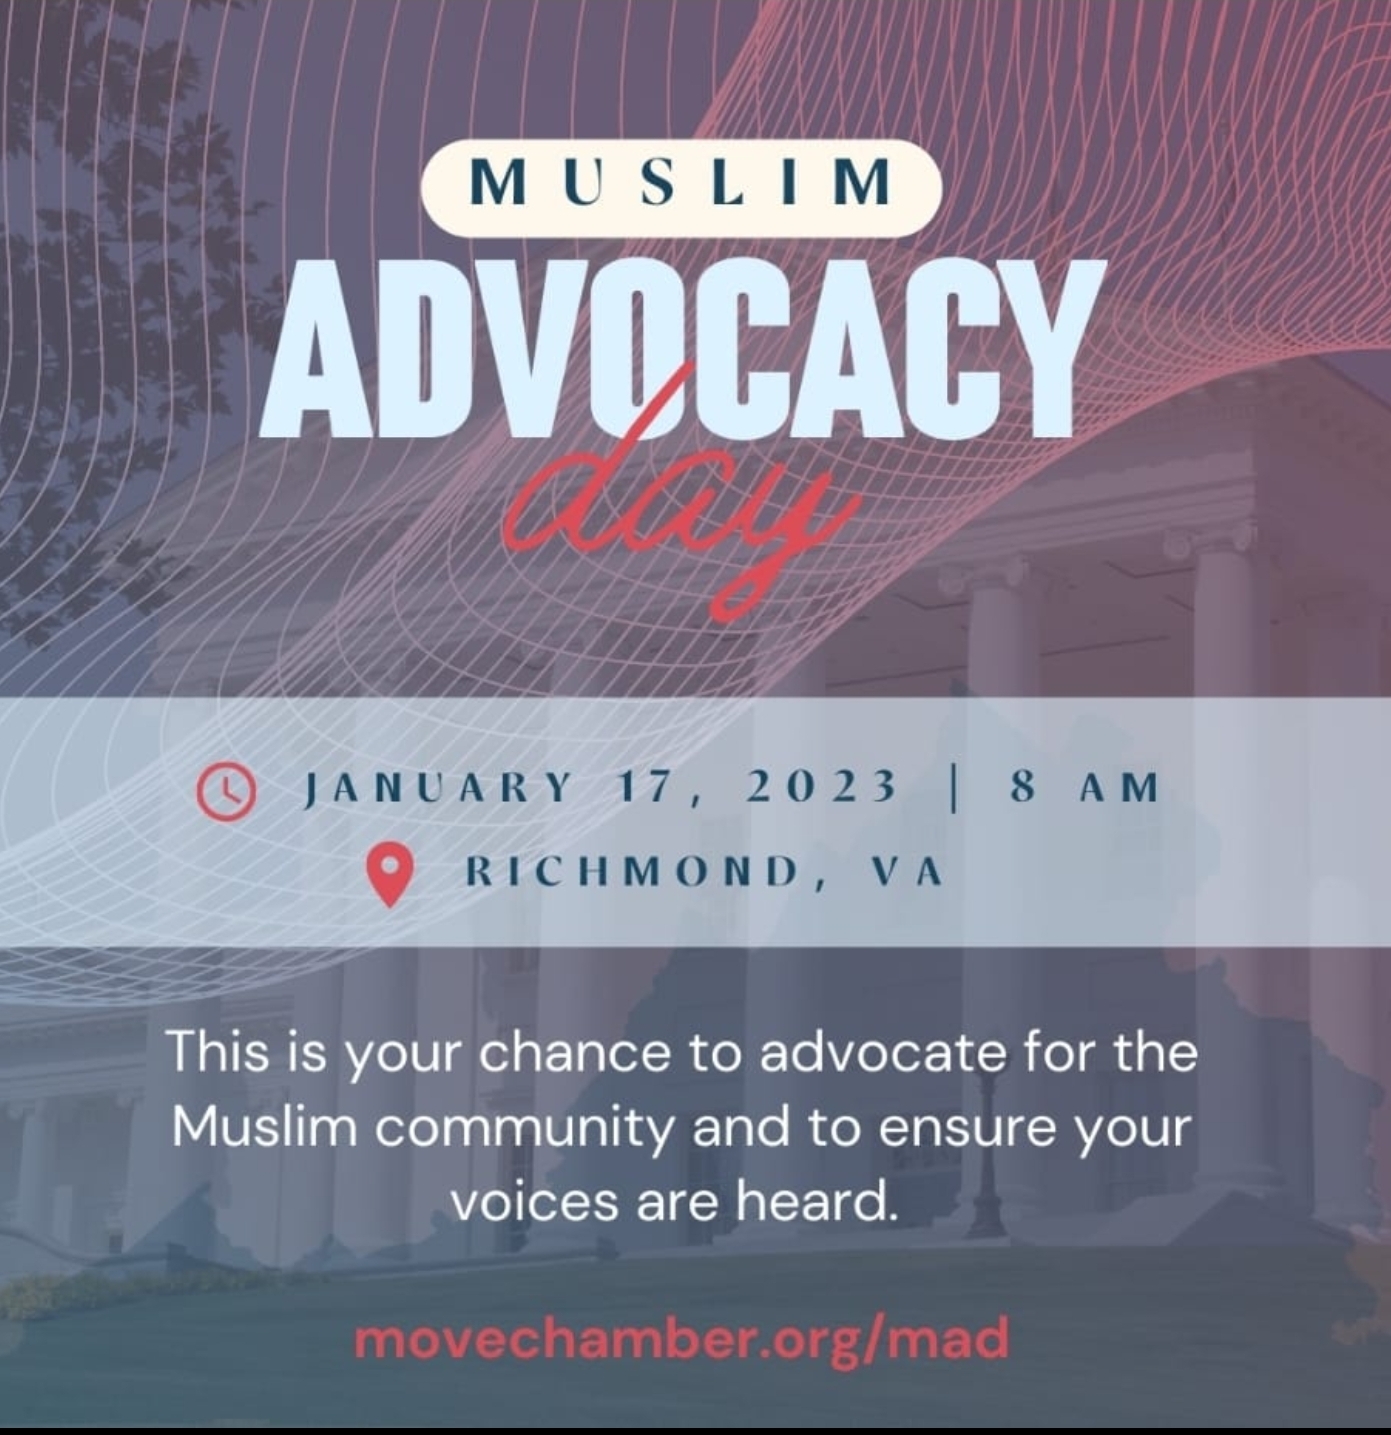 MUSLIM
ADVOCACY
day
JANUARY 17, 2023 | 8 AM
RICHMOND, VA
This is your chance to advocate for the
Muslim community and to ensure your
voices are heard.
movechamber.org/mad